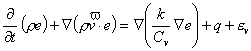 ∂/∂t (ρe) + ∇(ρv⃗ · e) = ∇(k/C_v ∇e) + q + ε_v